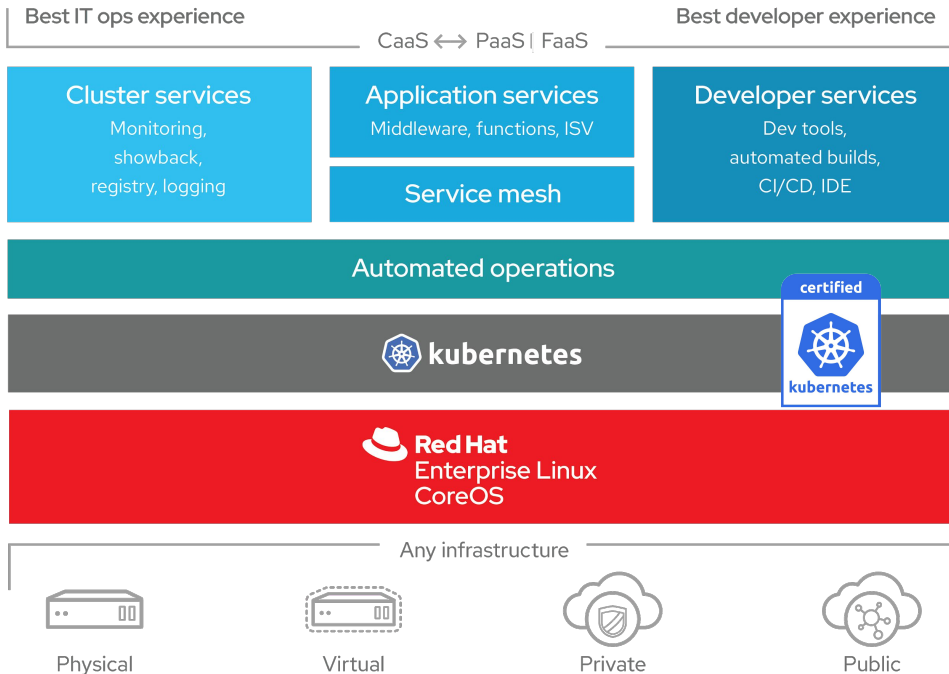 Best IT ops experience
Best developer experience
CaaS ↔ PaaS | FaaS
Cluster services
Monitoring,
showback,
registry, logging
Application services
Middleware, functions, ISV
Service mesh
Developer services
Dev tools,
automated builds,
CI/CD, IDE
Automated operations
certified
kubernetes
kubernetes
Red Hat
Enterprise Linux
CoreOS
Any infrastructure
Physical
Virtual
Private
Public